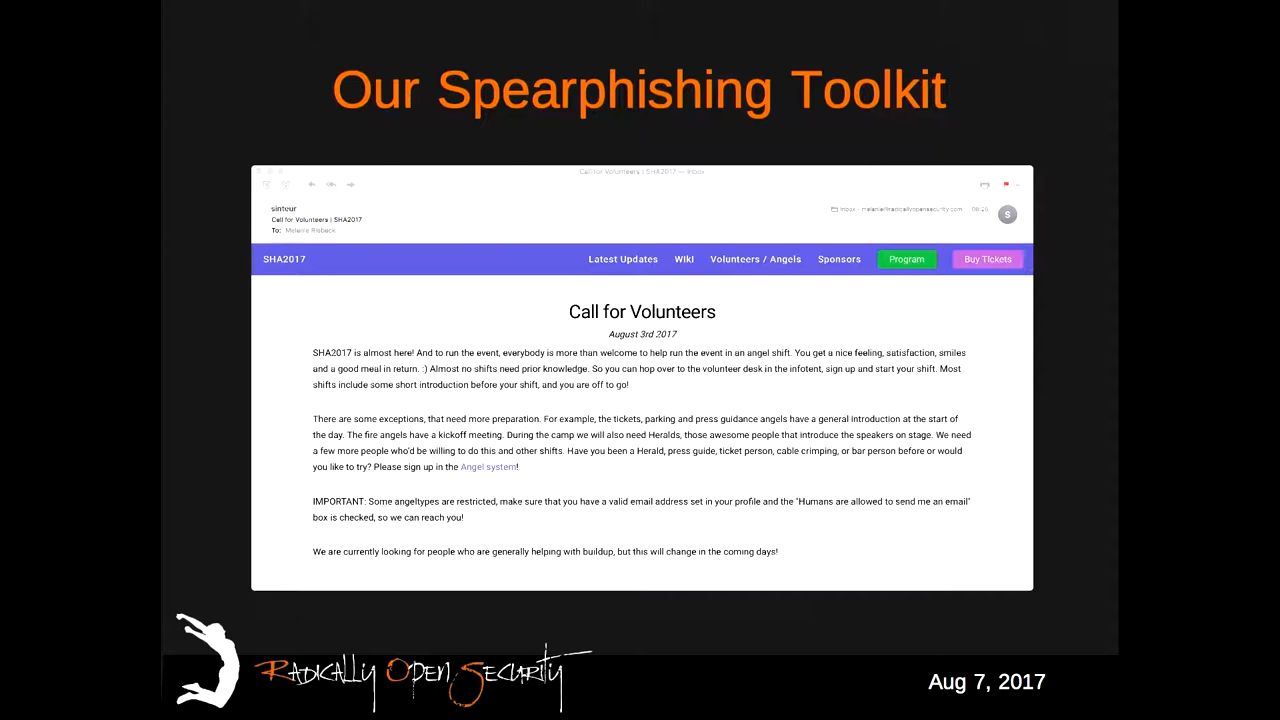 Our Spearphishing Toolkit
Call for Volunteers | SHA2017 — Inbox
sinteur
Call for Volunteers | SHA2017
To: Melanie Rieback
Inbox - melanie@radicallyopensecurity.com 08:26
S
SHA2017 Latest Updates Wiki Volunteers / Angels Sponsors Program Buy Tickets
Call for Volunteers
August 3rd 2017
SHA2017 is almost here! And to run the event, everybody is more than welcome to help run the event in an angel shift. You get a nice feeling, satisfaction, smiles
and a good meal in return. :) Almost no shifts need prior knowledge. So you can hop over to the volunteer desk in the infotent, sign up and start your shift. Most
shifts include some short introduction before your shift, and you are off to go!
There are some exceptions, that need more preparation. For example, the tickets, parking and press guidance angels have a general introduction at the start of
the day. The fire angels have a kickoff meeting. During the camp we will also need Heralds, those awesome people that introduce the speakers on stage. We need
a few more people who'd be willing to do this and other shifts. Have you been a Herald, press guide, ticket person, cable crimping, or bar person before or would
you like to try? Please sign up in the Angel system!
IMPORTANT: Some angeltypes are restricted, make sure that you have a valid email address set in your profile and the "Humans are allowed to send me an email"
box is checked, so we can reach you!
We are currently looking for people who are generally helping with buildup, but this will change in the coming days!
Radically Open Security
Aug 7, 2017